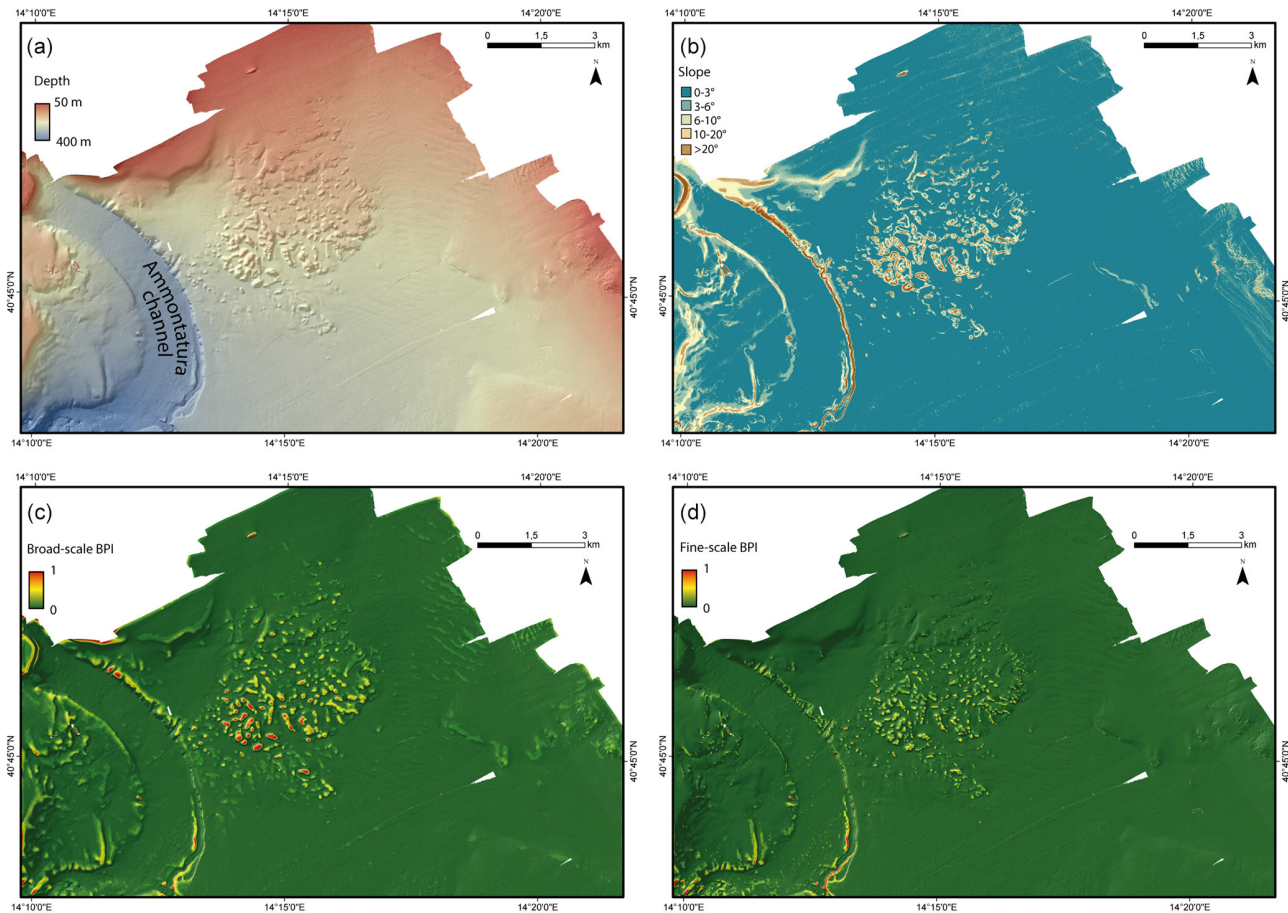 14°10'0"E 14°15'0"E 14°20'0"E
(a)
0 1,5 3
km
N
Depth
50 m
400 m
Ammontatura
channel
40°45'0"N
40°45'0"N
14°10'0"E 14°15'0"E 14°20'0"E
14°10'0"E 14°15'0"E 14°20'0"E
(b)
0 1,5 3
km
N
Slope
0-3°
3-6°
6-10°
10-20°
>20°
40°45'0"N
40°45'0"N
14°10'0"E 14°15'0"E 14°20'0"E
14°10'0"E 14°15'0"E 14°20'0"E
(c)
0 1,5 3
km
N
Broad-scale BPI
1
0
40°45'0"N
40°45'0"N
14°10'0"E 14°15'0"E 14°20'0"E
14°10'0"E 14°15'0"E 14°20'0"E
(d)
0 1,5 3
km
N
Fine-scale BPI
1
0
40°45'0"N
40°45'0"N
14°10'0"E 14°15'0"E 14°20'0"E